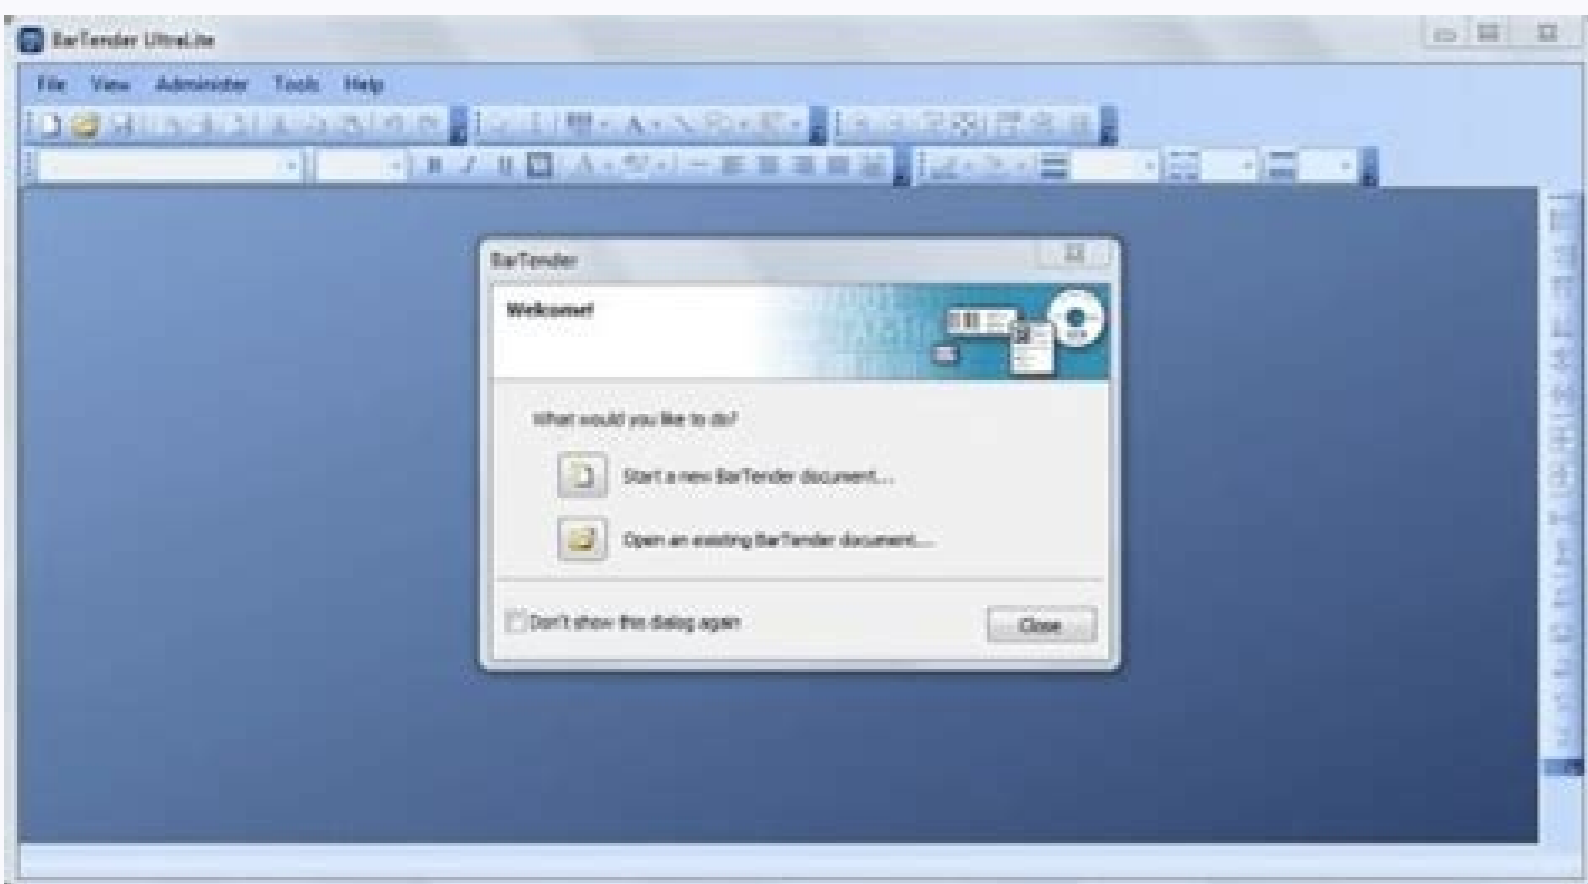 BarTender UltraLite
File View Administer Tools Help
BarTender
Welcome!
What would you like to do?
Start a new BarTender document...
Open an existing BarTender document...
Don't show this dialog again
Close